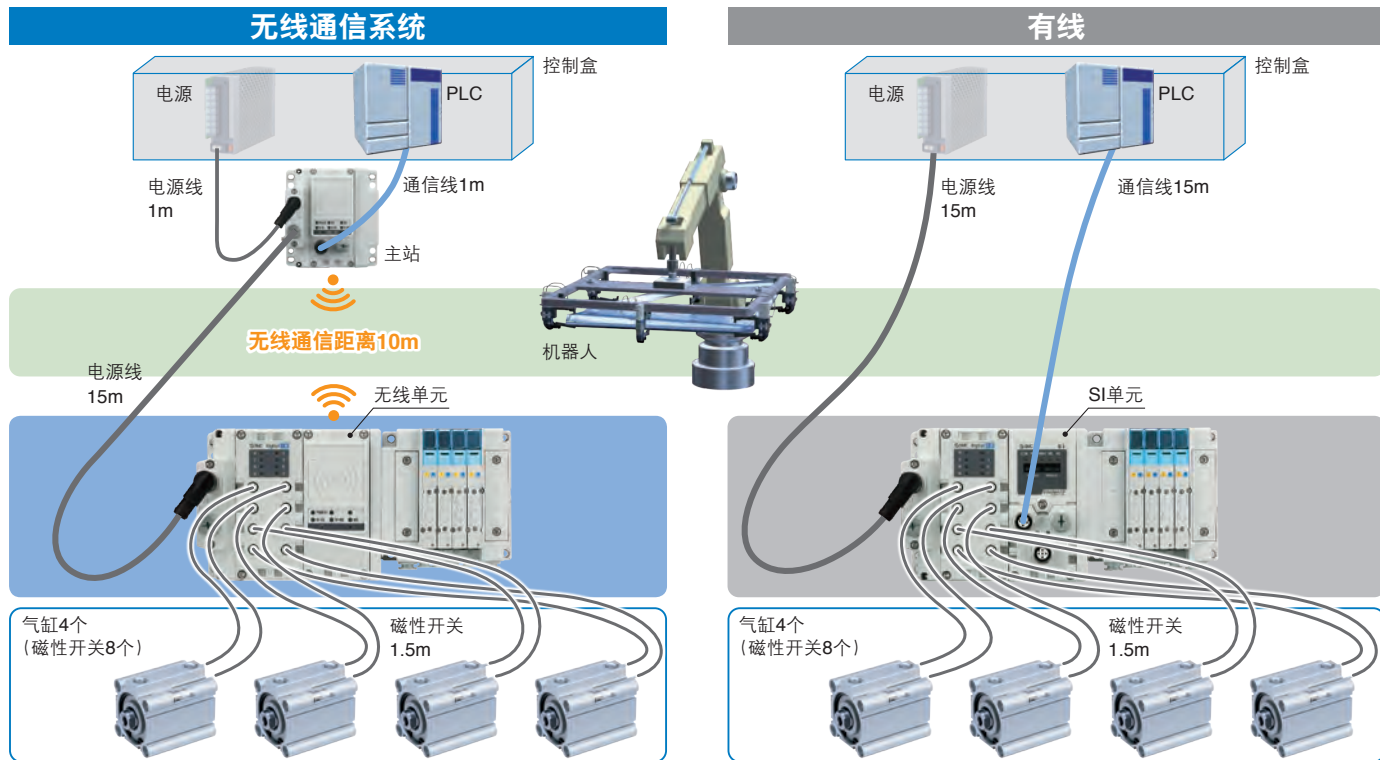 无线通信系统
有线
控制盒
电源
PLC
电源线
1m
通信线1m
主站
无线通信距离10m
机器人
电源线
15m
无线单元
气缸4个
（磁性开关8个）
磁性开关
1.5m
控制盒
电源
PLC
电源线
15m
通信线15m
SI单元
气缸4个
（磁性开关8个）
磁性开关
1.5m